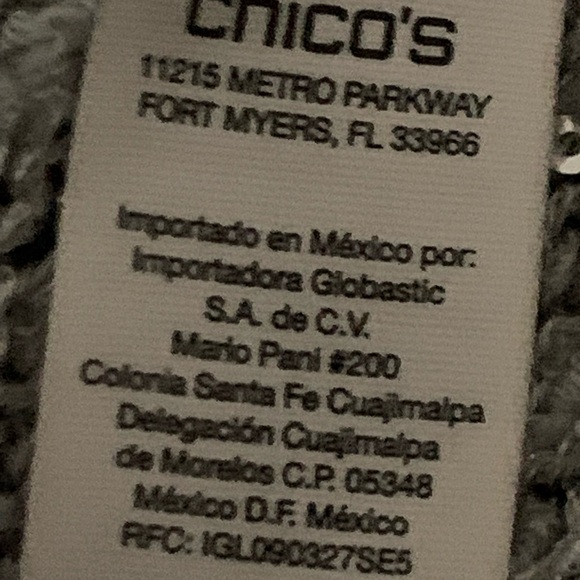 CHICO'S
11215 METRO PARKWAY
FORT MYERS, FL 33966
Importado en México por:
Importadora Globastic
S.A. de C.V.
Mario Pani #200
Colonia Santa Fe Cuajimalpa
Delegación Cuajimalpa
de Morelos C.P. 05348
México D.F. México
RFC: IGL090327SE5